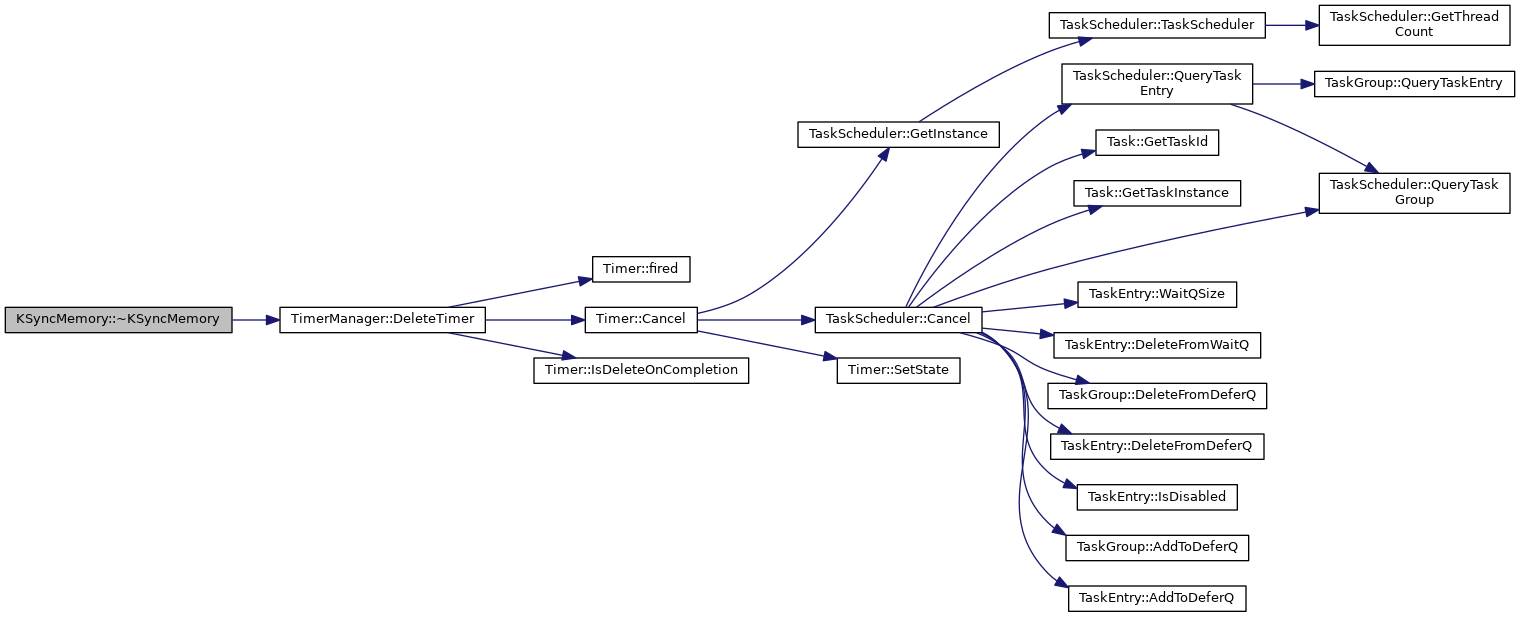 KSyncMemory::~KSyncMemory
TimerManager::DeleteTimer
Timer::fired
Timer::Cancel
Timer::IsDeleteOnCompletion
TaskScheduler::GetInstance
TaskScheduler::Cancel
Timer::SetState
TaskScheduler::TaskScheduler
TaskScheduler::QueryTask
Entry
Task::GetTaskId
Task::GetTaskInstance
TaskEntry::WaitQSize
TaskEntry::DeleteFromWaitQ
TaskGroup::DeleteFromDeferQ
TaskEntry::DeleteFromDeferQ
TaskEntry::IsDisabled
TaskGroup::AddToDeferQ
TaskEntry::AddToDeferQ
TaskScheduler::GetThread
Count
TaskGroup::QueryTaskEntry
TaskScheduler::QueryTask
Group